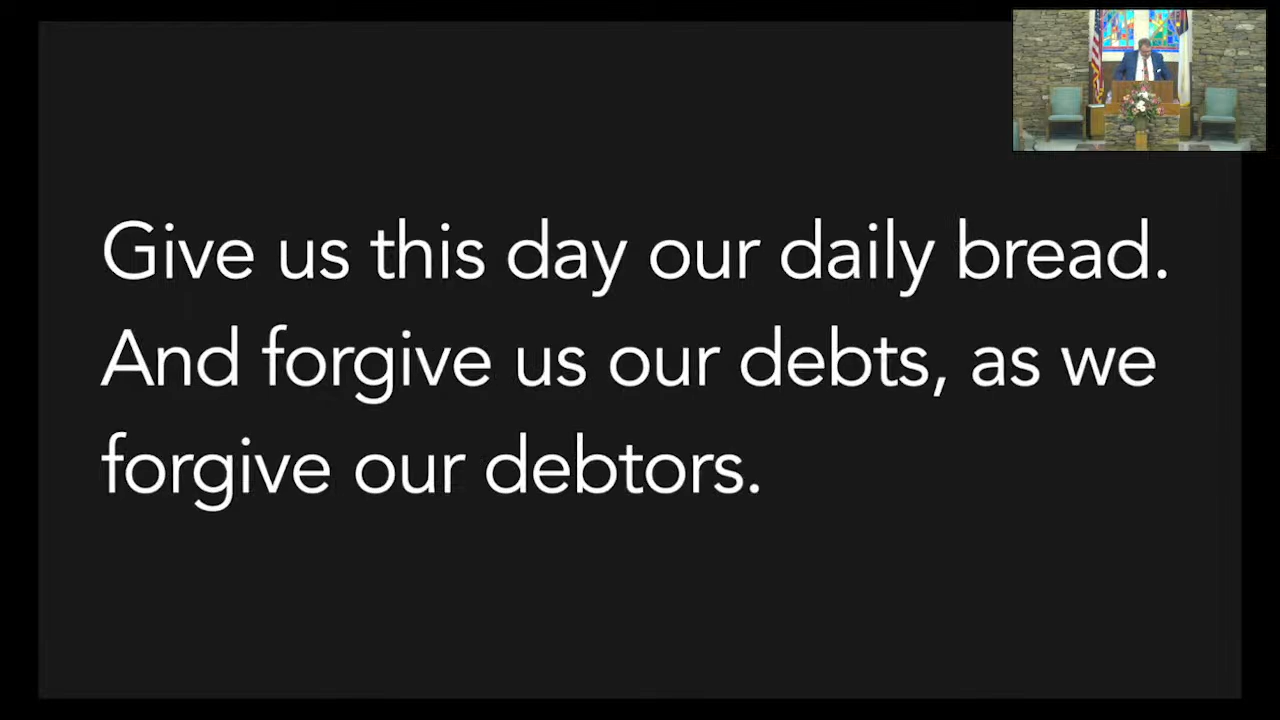 Give us this day our daily bread.
And forgive us our debts, as we
forgive our debtors.